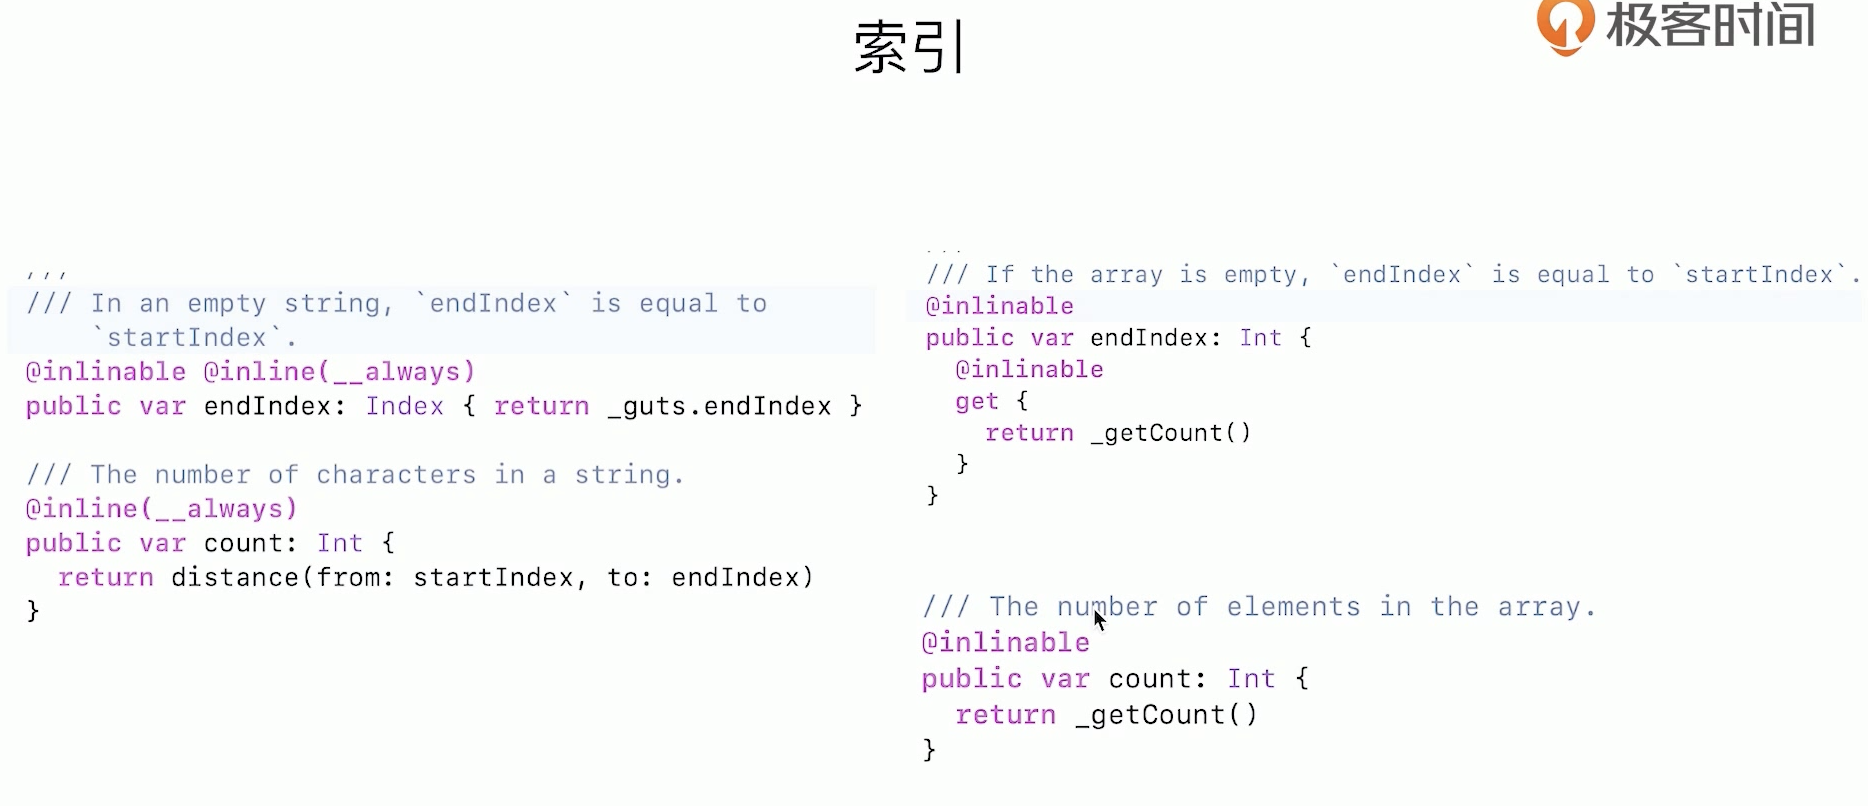 索引
极客时间
///
/// In an empty string, `endIndex` is equal to
`startIndex`.
@inlinable @inline(__always)
public var endIndex: Index { return _guts.endIndex }
/// The number of characters in a string.
@inline(__always)
public var count: Int {
return distance(from: startIndex, to: endIndex)
}
/// If the array is empty, `endIndex` is equal to `startIndex`.
@inlinable
public var endIndex: Int {
@inlinable
get {
return _getCount()
}
}
/// The number of elements in the array.
@inlinable
public var count: Int {
return _getCount()
}